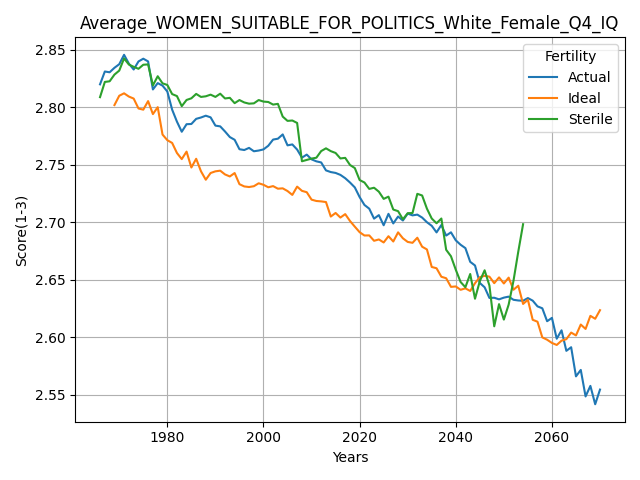 Average_WOMEN_SUITABLE_FOR_POLITICS_White_Female_Q4_IQ
Fertility
Actual
Ideal
Sterile
Score(1-3)
2.85
2.80
2.75
2.70
2.65
2.60
2.55
1980
2000
2020
2040
2060
Years